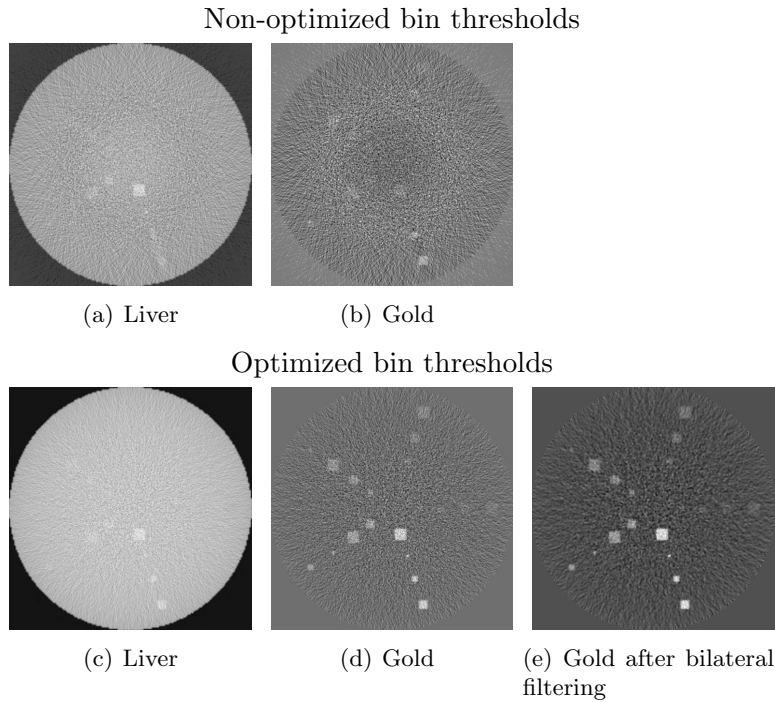 Non-optimized bin thresholds
(a) Liver
(b) Gold
Optimized bin thresholds
(c) Liver
(d) Gold
(e) Gold after bilateral
filtering